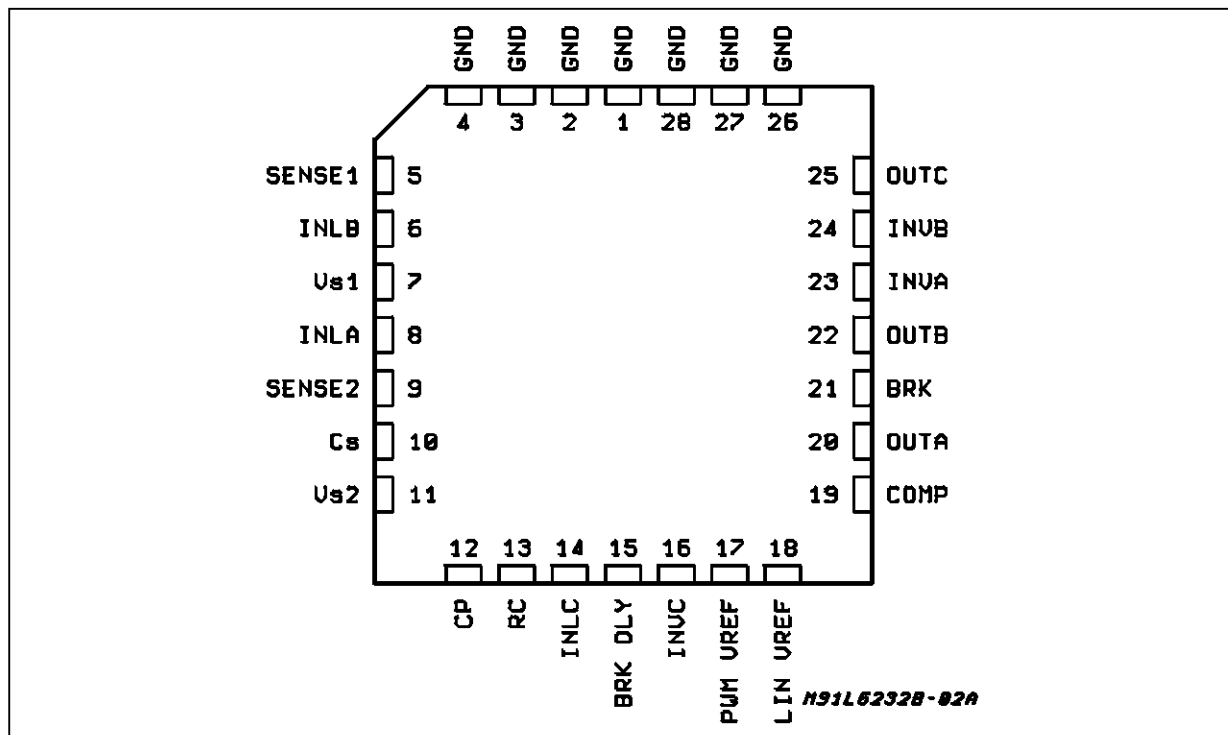 GND GND GND GND GND GND GND
4 3 2 1 28 27 26
SENSE1 5 25 OUTC
INLB 6 24 INVB
Vs1 7 23 INVA
INLA 8 22 OUTB
SENSE2 9 21 BRK
Cs 10 20 OUTA
Vs2 11 19 COMP
12 13 14 15 16 17 18
CP RC INLC BRK DLY INVC PWM VREF LIN VREF
M91L6232B-02A